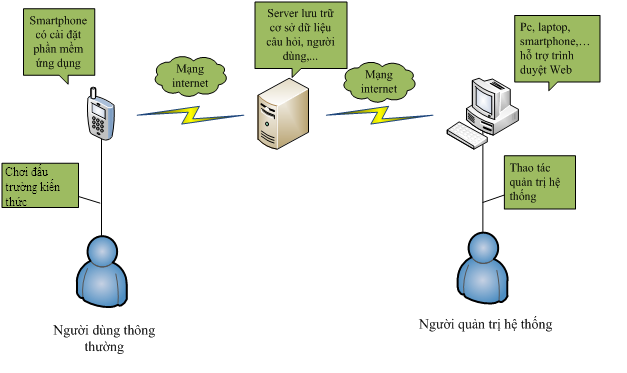 Smartphone
có cài đặt
phần mềm
ứng dụng
Mạng
internet
Server lưu trữ
cơ sở dữ liệu
câu hỏi, người
dùng,...
Mạng
internet
Pc, laptop,
smartphone,…
hỗ trợ trình
duyệt Web
Chơi đấu
trường kiến
thức
Thao tác
quản trị hệ
thống
Người dùng thông
thường
Người quản trị hệ thống